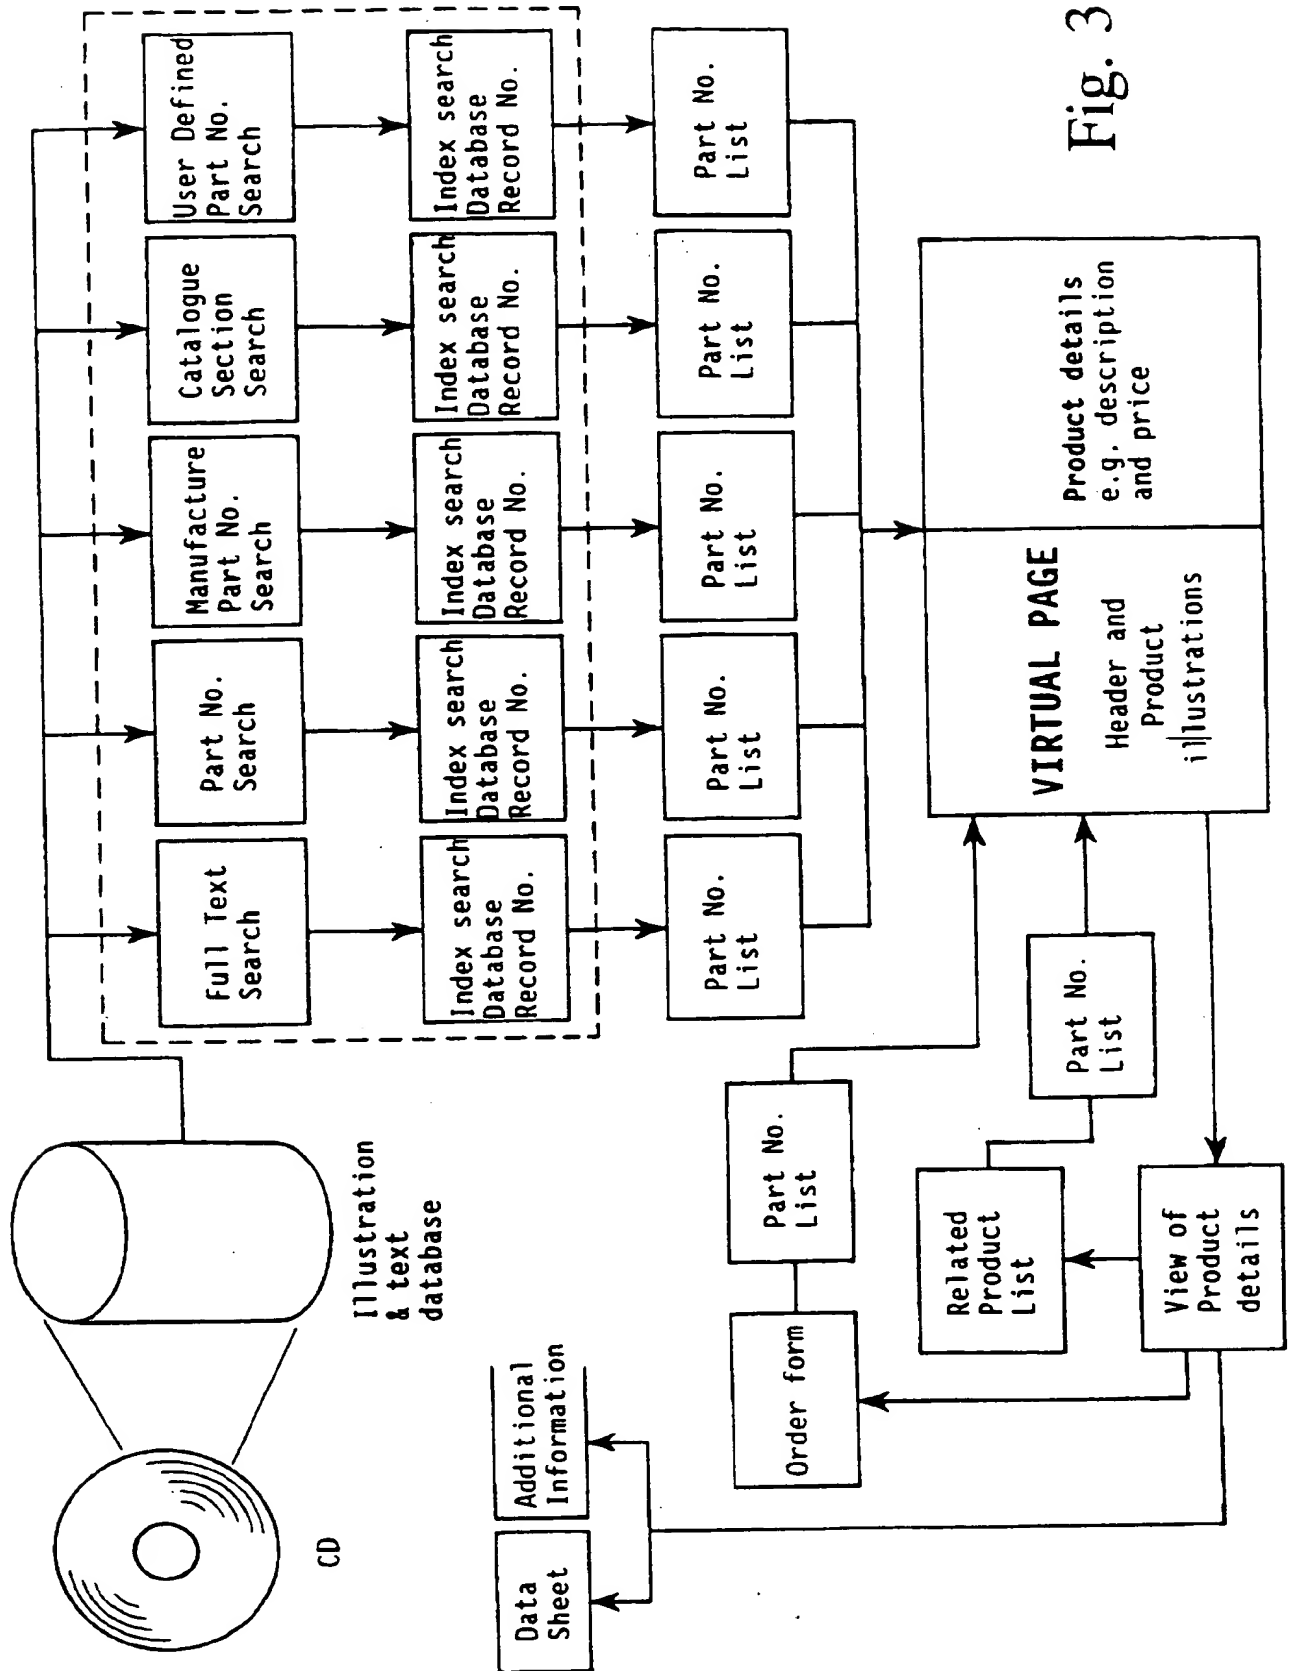 CD
Illustration
& text
database
Full Text
Search
Part No.
Search
Manufacture
Part No.
Search
Catalogue
Section
Search
User Defined
Part No.
Search
Index search
Database
Record No.
Index search
Database
Record No.
Index search
Database
Record No.
Index search
Database
Record No.
Index search
Database
Record No.
Part No.
List
Part No.
List
Part No.
List
Part No.
List
Part No.
List
Data
Sheet
Additional
Information
Order form
Part No.
List
Related
Product
List
Part No.
List
View of
Product
details
VIRTUAL PAGE
Header and
Product
illustrations
Product details
e.g. description
and price
Fig. 3